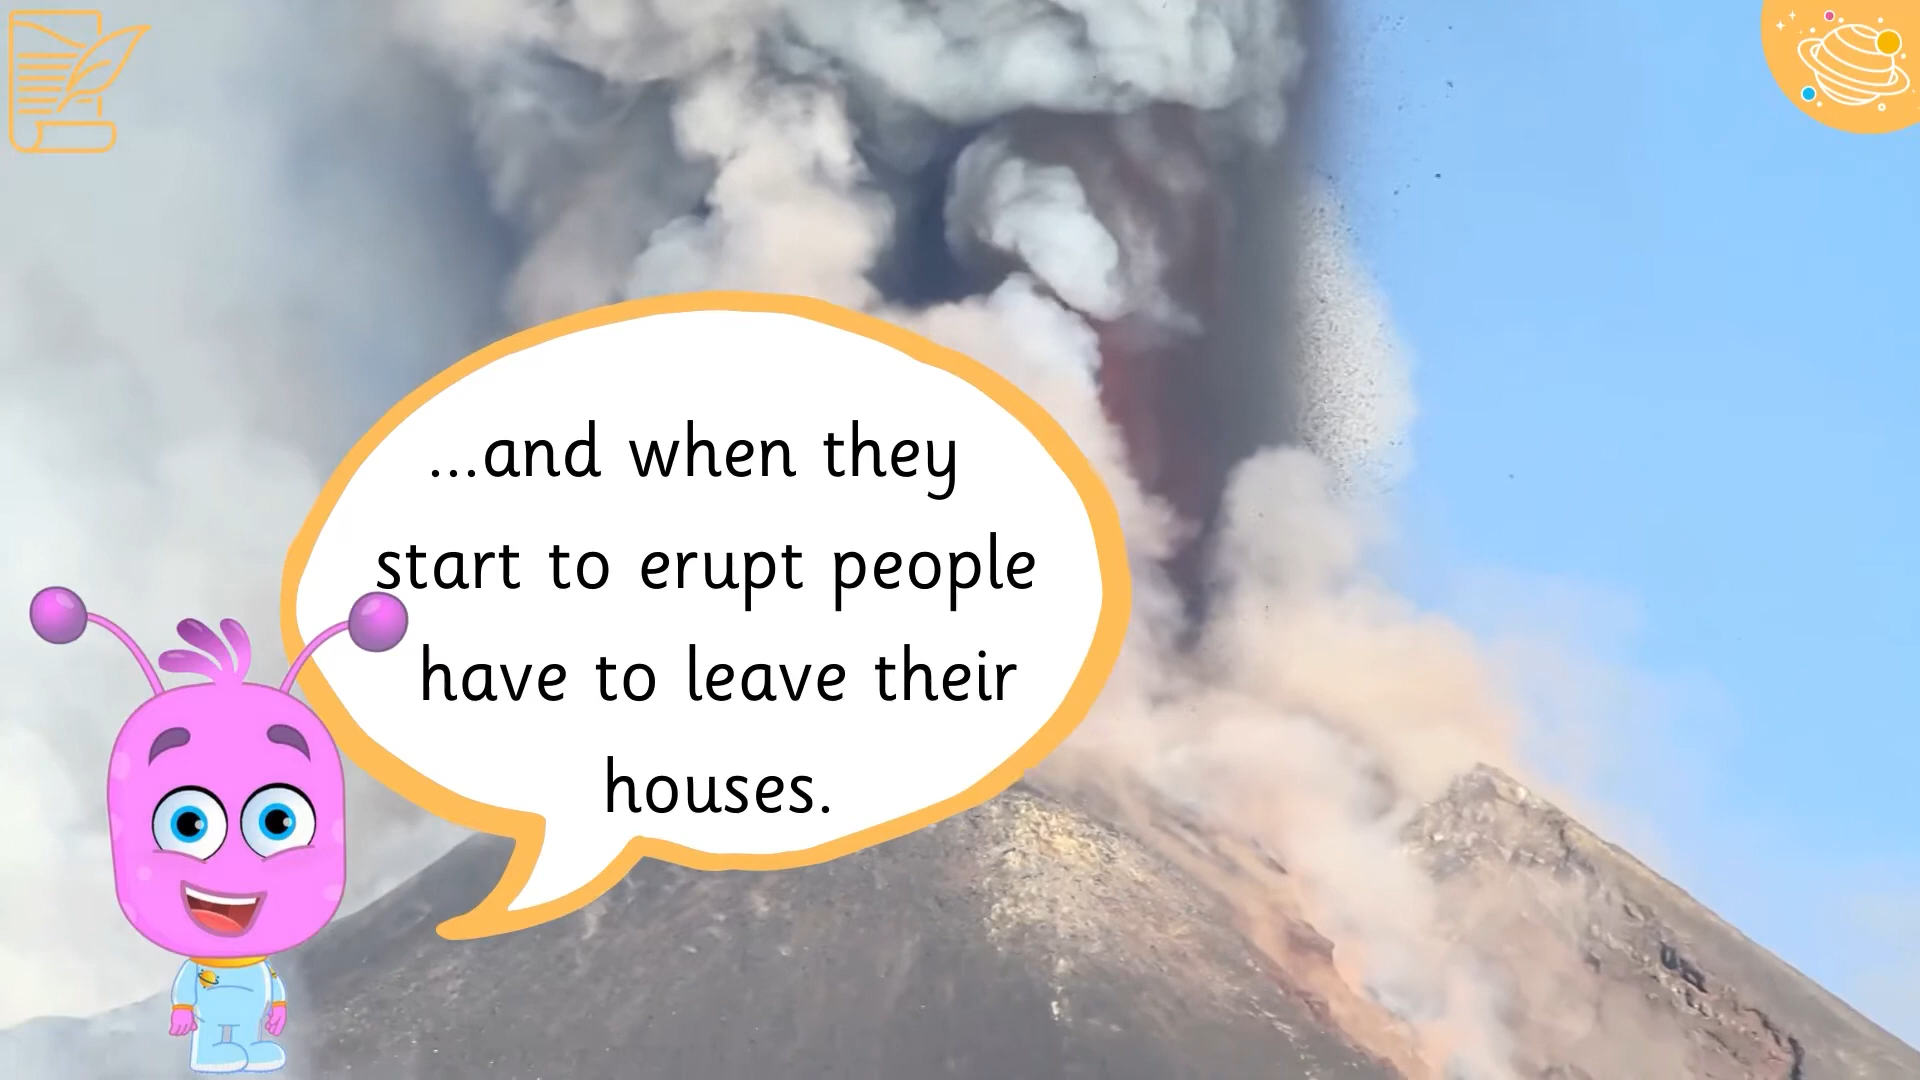 ...and when they
start to erupt people
have to leave their
houses.